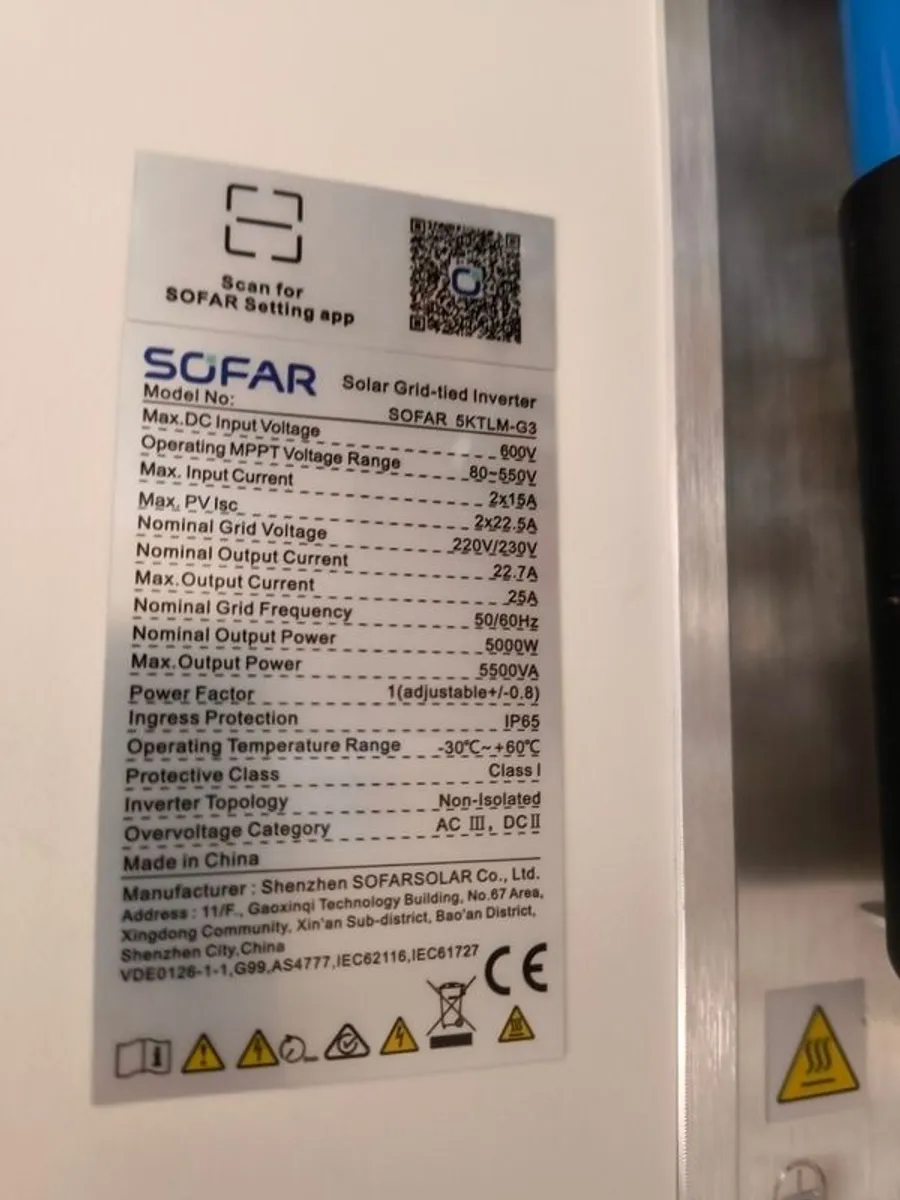 Scan for
SOFAR Setting app
SOFAR Solar Grid-tied Inverter
Model No: SOFAR 5KTLM-G3
Max.DC Input Voltage 600V
Operating MPPT Voltage Range 80~550V
Max. Input Current 2x15A
Max. PV Isc 2x22.5A
Nominal Grid Voltage 220V/230V
Nominal Output Current 22.7A
Max.Output Current 25A
Nominal Grid Frequency 50/60Hz
Nominal Output Power 5000W
Max.Output Power 5500VA
Power Factor 1(adjustable+/-0.8)
Ingress Protection IP65
Operating Temperature Range -30℃~+60℃
Protective Class Class I
Inverter Topology Non-Isolated
Overvoltage Category AC Ⅲ, DC Ⅱ
Made in China
Manufacturer : Shenzhen SOFARSOLAR Co., Ltd.
Address : 11/F., Gaoxinqi Technology Building, No.67 Area,
Xingdong Community, Xin'an Sub-district, Bao'an District,
Shenzhen City,China
VDE0126-1-1,G99,AS4777,IEC62116,IEC61727
CE